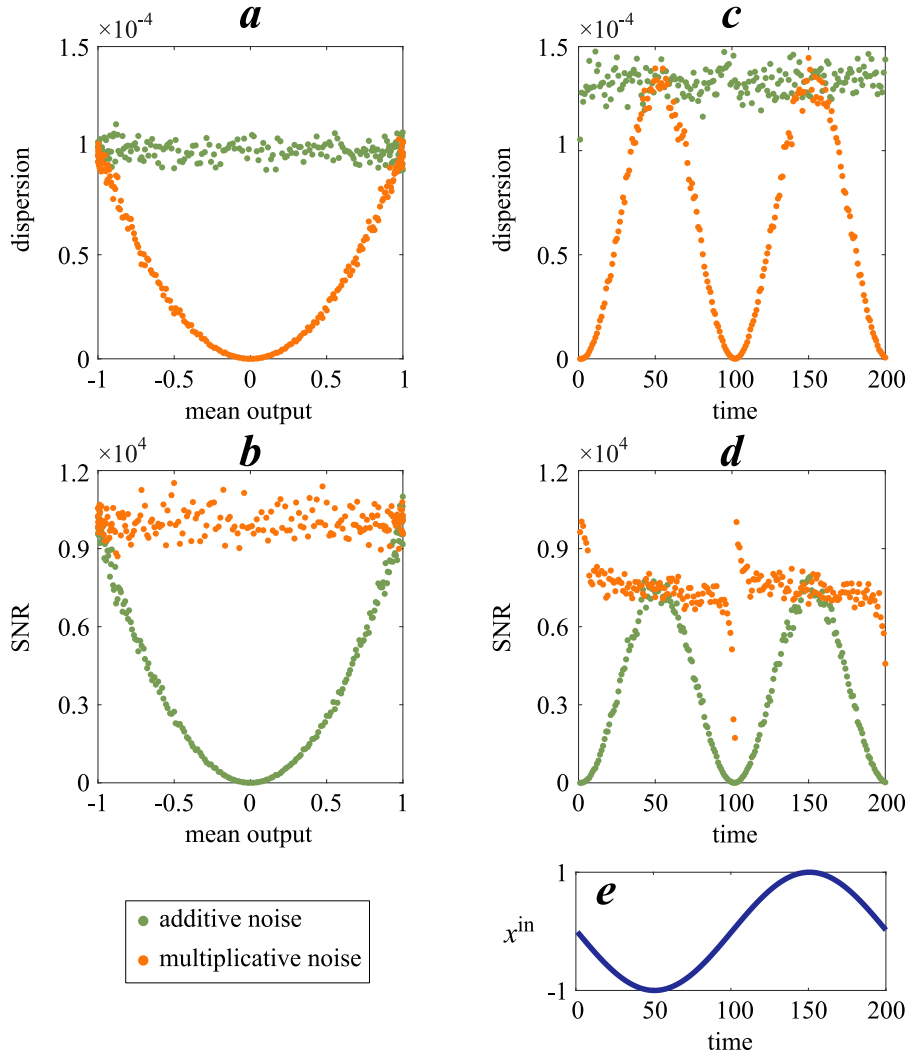 a
×10⁻⁴
1.5
1
0.5
0
dispersion
-1 -0.5 0 0.5 1
mean output
c
×10⁻⁴
1.5
1
0.5
0
dispersion
0 50 100 150 200
time
b
×10⁴
1.2
0.9
0.6
0.3
0
SNR
-1 -0.5 0 0.5 1
mean output
d
×10⁴
1.2
0.9
0.6
0.3
0
SNR
0 50 100 150 200
time
additive noise
multiplicative noise
e
1
xⁱⁿ
-1
0 50 100 150 200
time